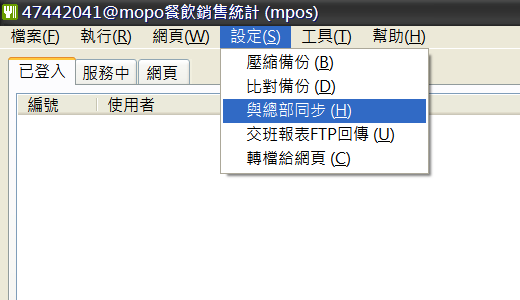 47442041@mopo餐飲銷售統計 (mpos)
檔案(F) 執行(R) 網頁(W) 設定(S) 工具(T) 幫助(H)
已登入 服務中 網頁
編號 使用者
壓縮備份 (B)
比對備份 (D)
與總部同步 (H)
交班報表FTP回傳 (U)
轉檔給網頁 (C)